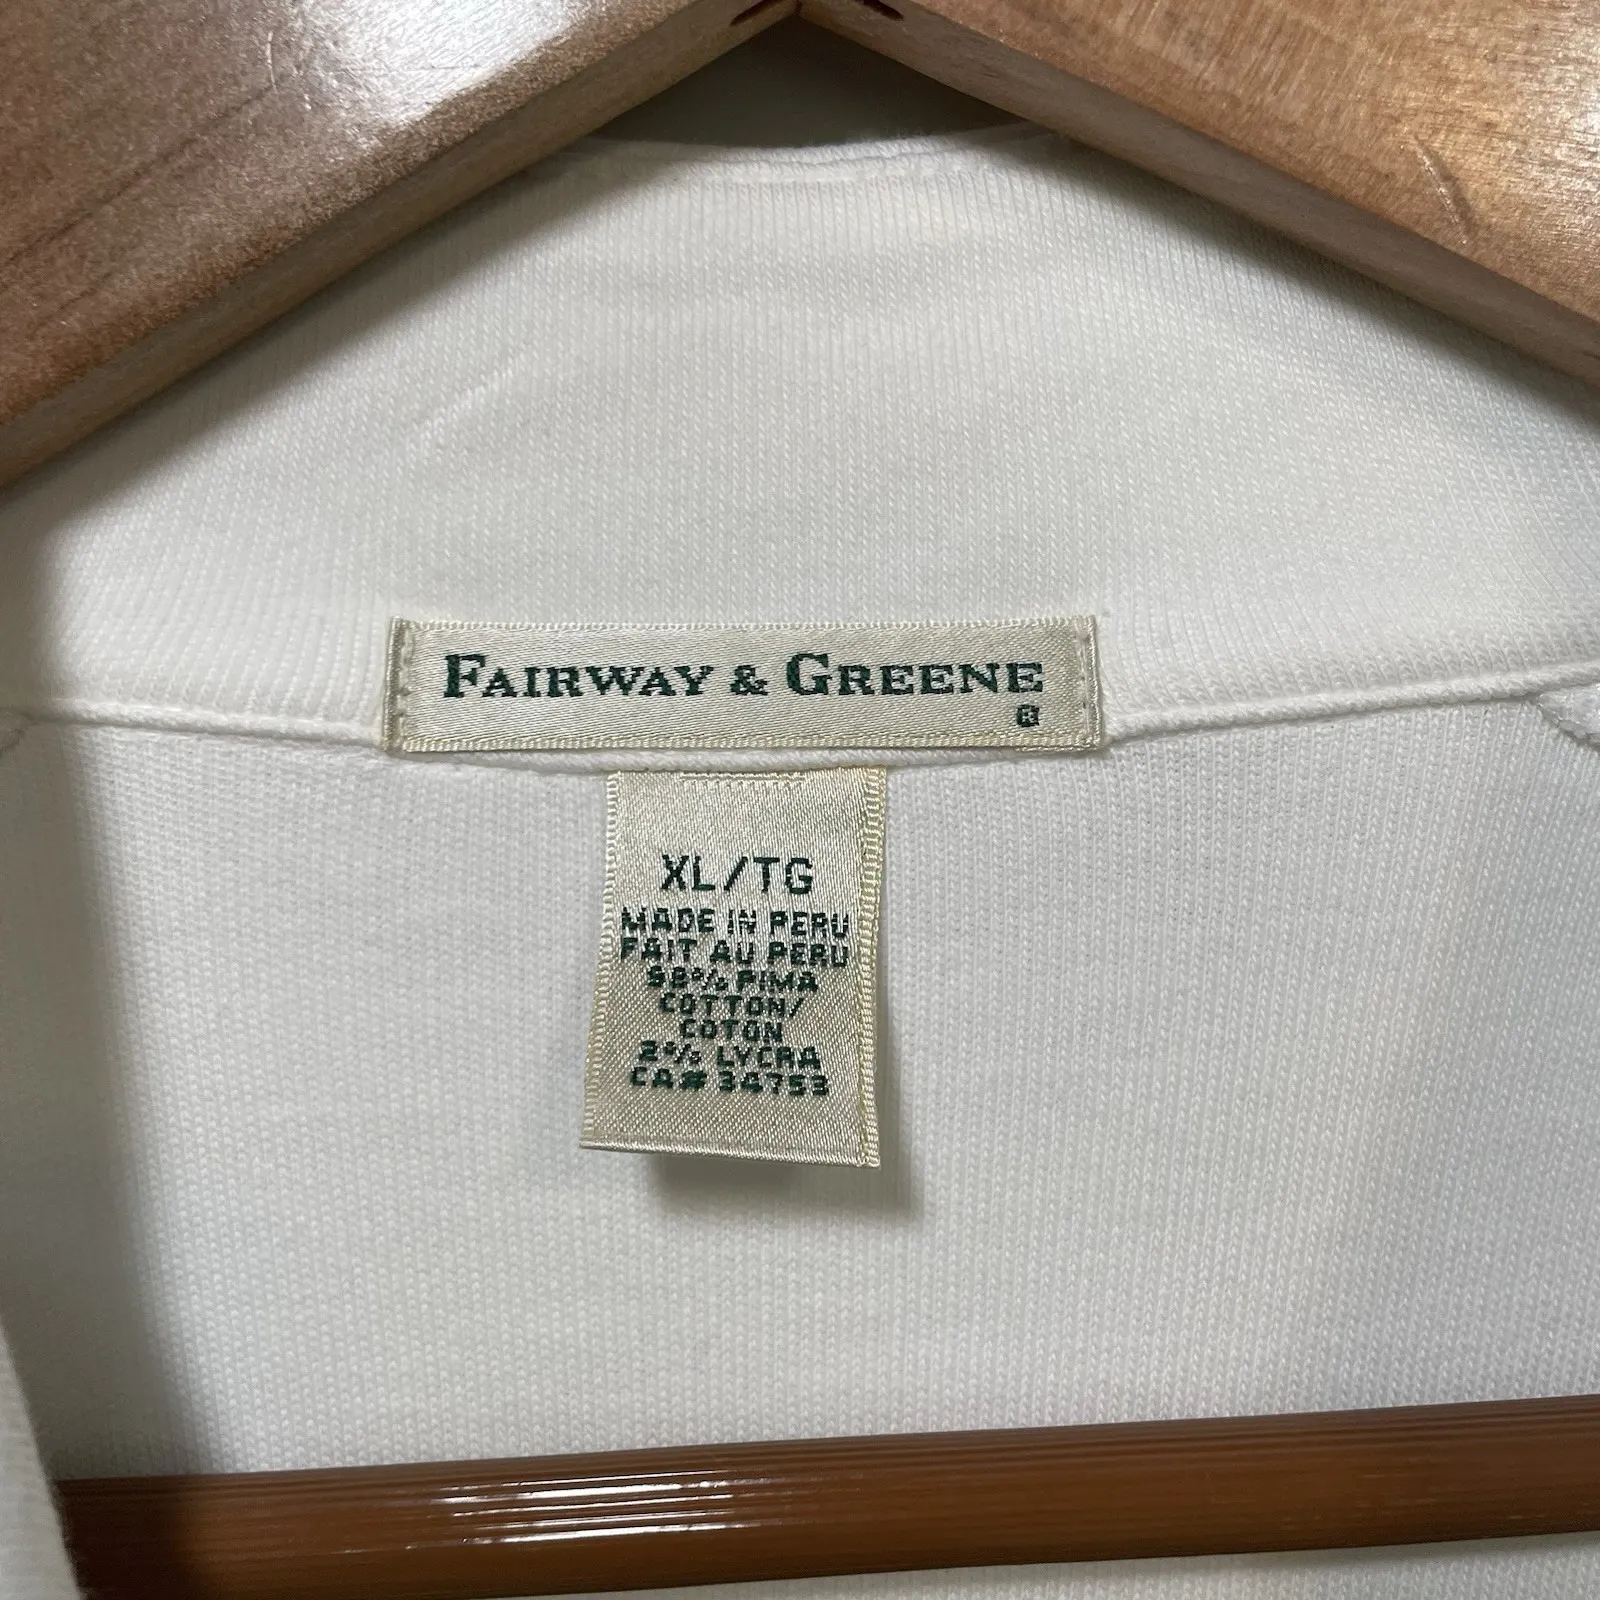 FAIRWAY & GREENE
®
XL/TG
MADE IN PERU
FAIT AU PERU
98% PIMA
COTTON/
COTON
2% LYCRA
CA# 34753